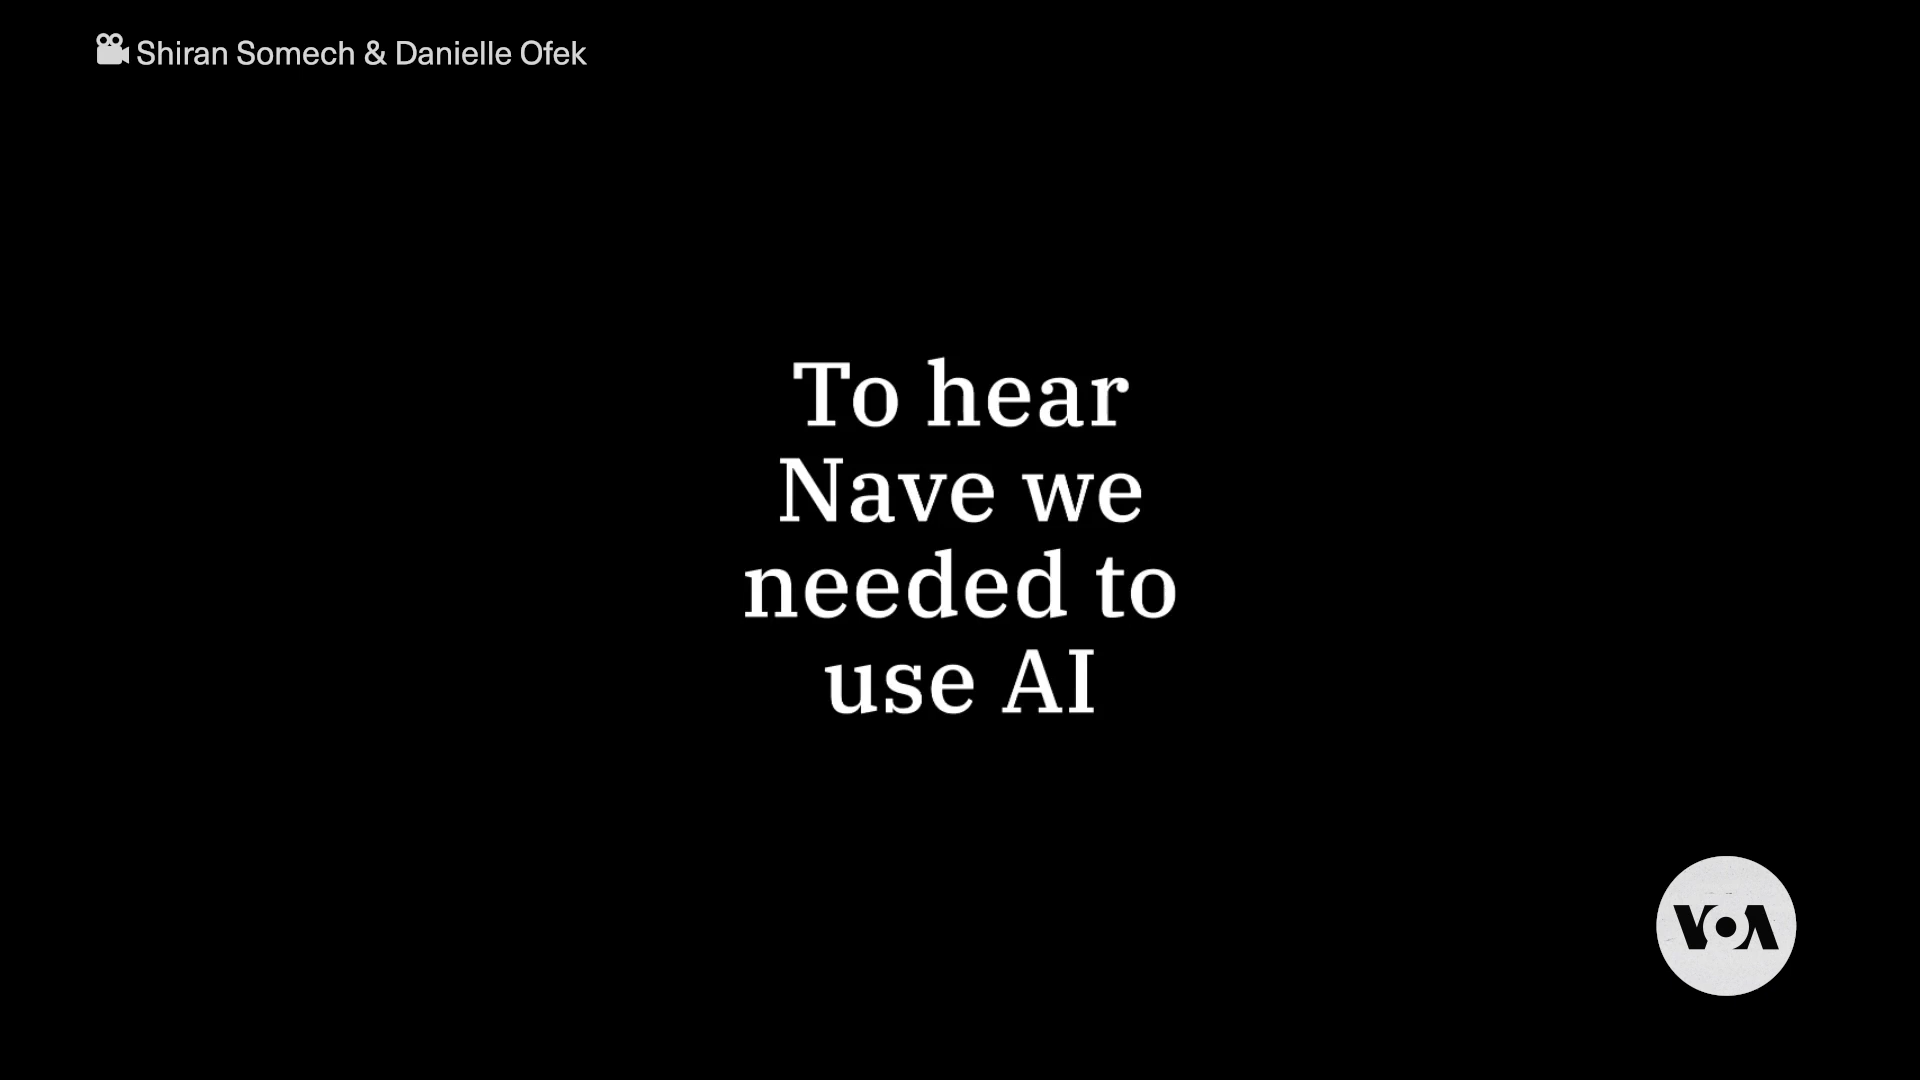 Shiran Somech & Danielle Ofek
To hear
Nave we
needed to
use AI
VOA